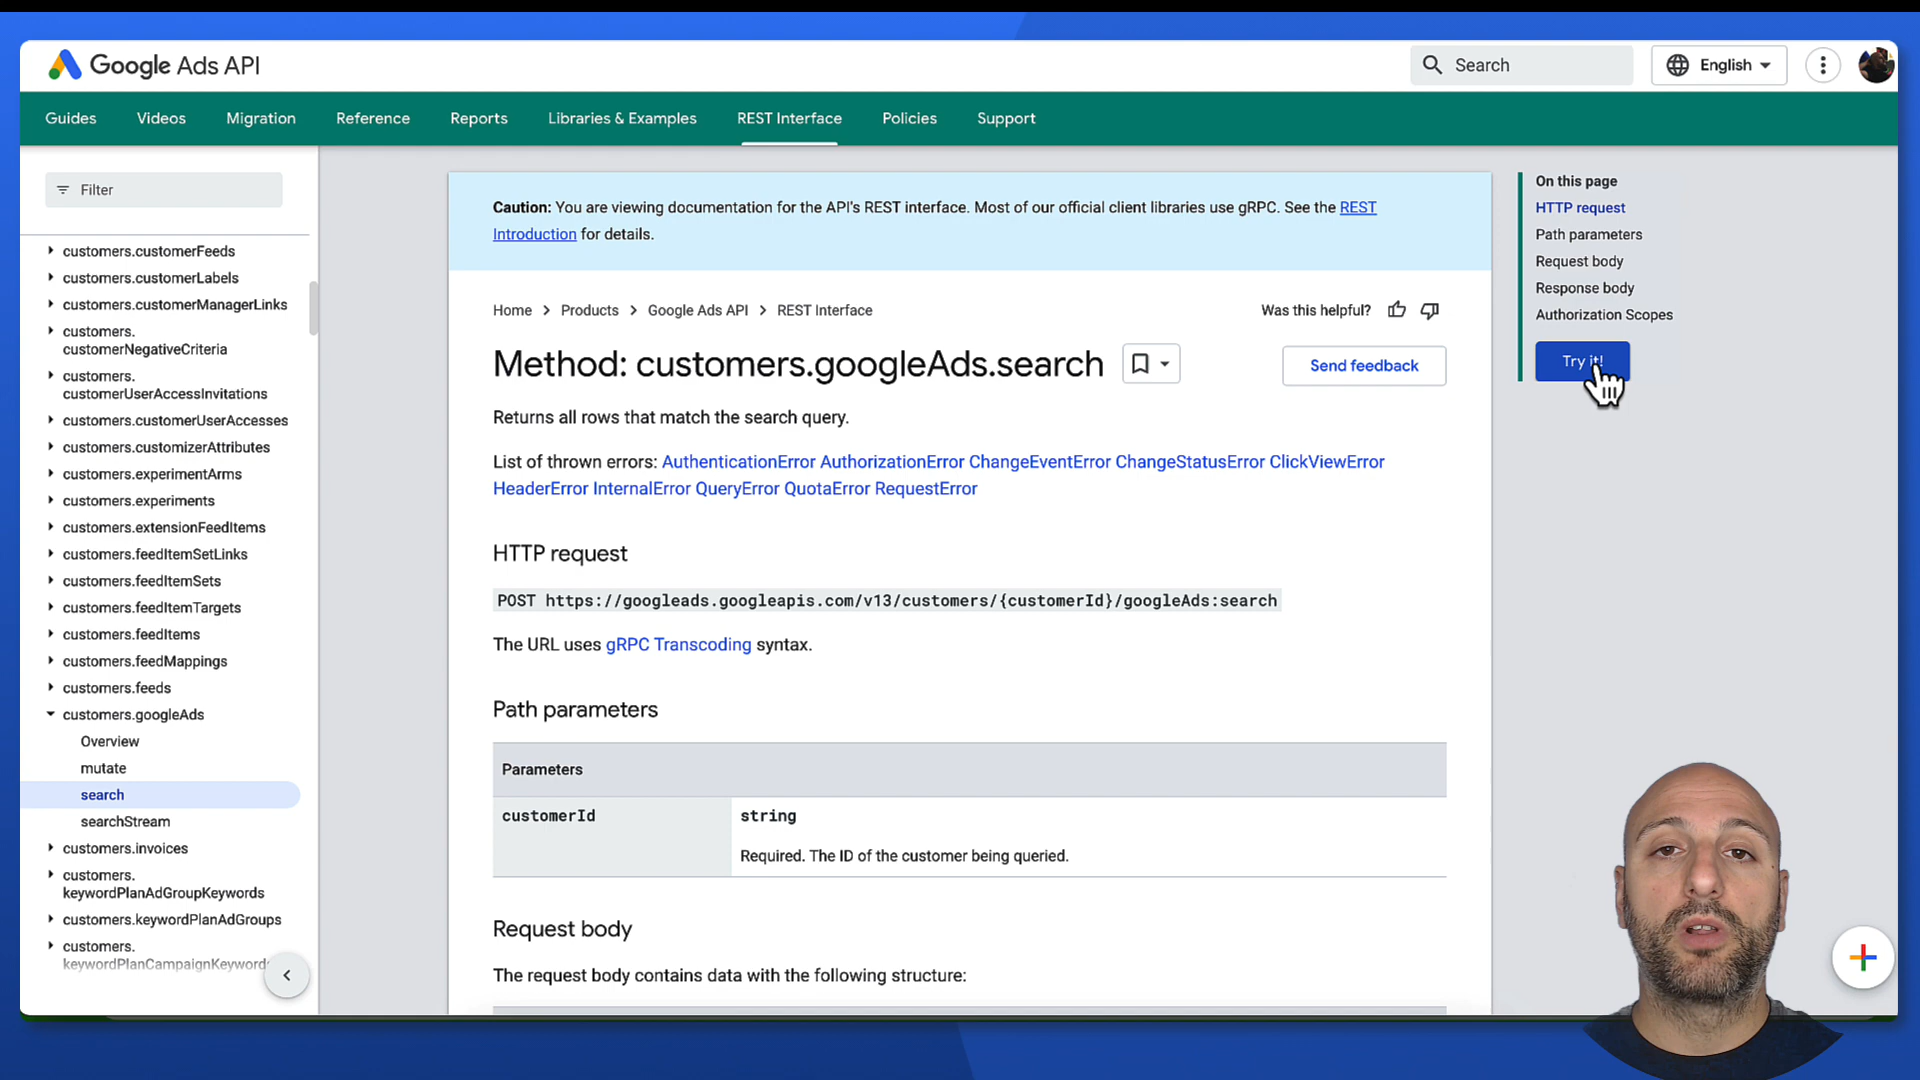 Google Ads API
Search
English
Guides
Videos
Migration
Reference
Reports
Libraries & Examples
REST Interface
Policies
Support
Filter
customers.customerFeeds
customers.customerLabels
customers.customerManagerLinks
customers.
customerNegativeCriteria
customers.
customerUserAccessInvitations
customers.customerUserAccesses
customers.customizerAttributes
customers.experimentArms
customers.experiments
customers.extensionFeedItems
customers.feedItemSetLinks
customers.feedItemSets
customers.feedItemTargets
customers.feedItems
customers.feedMappings
customers.feeds
customers.googleAds
Overview
mutate
search
searchStream
customers.invoices
customers.
keywordPlanAdGroupKeywords
customers.keywordPlanAdGroups
customers.
keywordPlanCampaignKeywords
Caution: You are viewing documentation for the API's REST interface. Most of our official client libraries use gRPC. See the REST
Introduction for details.
Home > Products > Google Ads API > REST Interface
Was this helpful?
Method: customers.googleAds.search
Send feedback
Returns all rows that match the search query.
List of thrown errors: AuthenticationError AuthorizationError ChangeEventError ChangeStatusError ClickViewError
HeaderError InternalError QueryError QuotaError RequestError
HTTP request
POST https://googleads.googleapis.com/v13/customers/{customerId}/googleAds:search
The URL uses gRPC Transcoding syntax.
Path parameters
Parameters
customerId
string
Required. The ID of the customer being queried.
Request body
The request body contains data with the following structure:
On this page
HTTP request
Path parameters
Request body
Response body
Authorization Scopes
Try it!